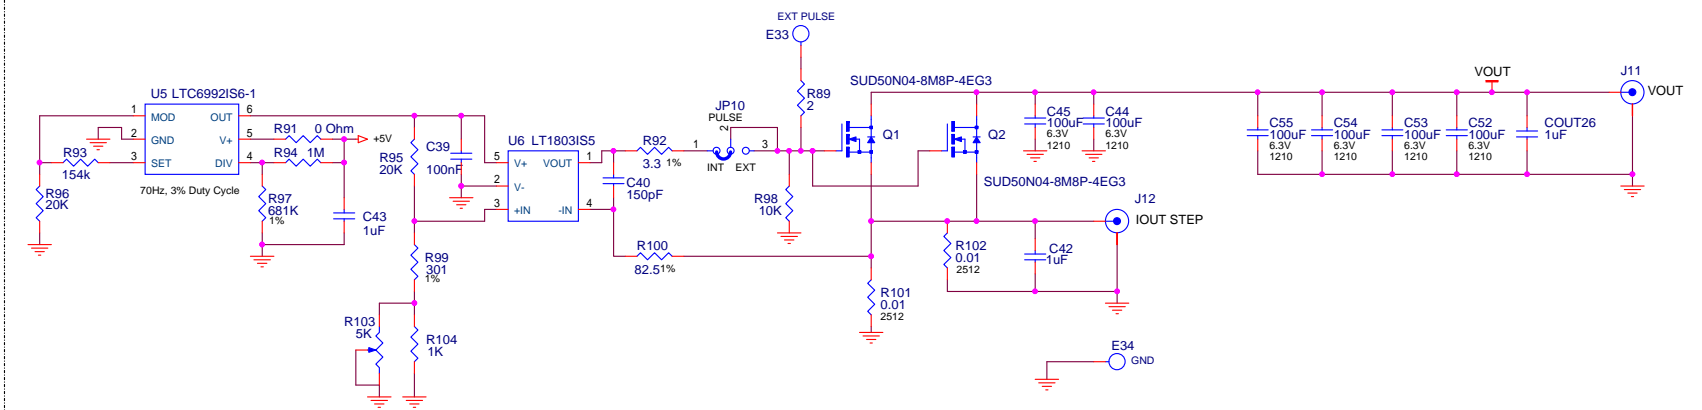 EXT PULSE
E33
SUD50N04-8M8P-4EG3
VOUT
J11
VOUT
U5 LTC6992IS6-1
1 MOD OUT 6
2 GND V+ 5
3 SET DIV 4
R91 0 Ohm
+5V
R94 1M
R93
154k
R96
20K
70Hz, 3% Duty Cycle
R97
681K
1%
C43
1uF
R95
20K
C39
100nF
U6 LT1803IS5
5 V+ VOUT 1
2 V-
3 +IN -IN 4
R92
3.3 1%
C40
150pF
JP10
PULSE
1 2 3
INT EXT
R89
2
R98
10K
Q1
Q2
SUD50N04-8M8P-4EG3
C45
100uF
6.3V
1210
C44
100uF
6.3V
1210
C55
100uF
6.3V
1210
C54
100uF
6.3V
1210
C53
100uF
6.3V
1210
C52
100uF
6.3V
1210
COUT26
1uF
J12
IOUT STEP
R99
301
1%
R100
82.5 1%
R102
0.01
2512
C42
1uF
R101
0.01
2512
R103
5K
R104
1K
E34
GND